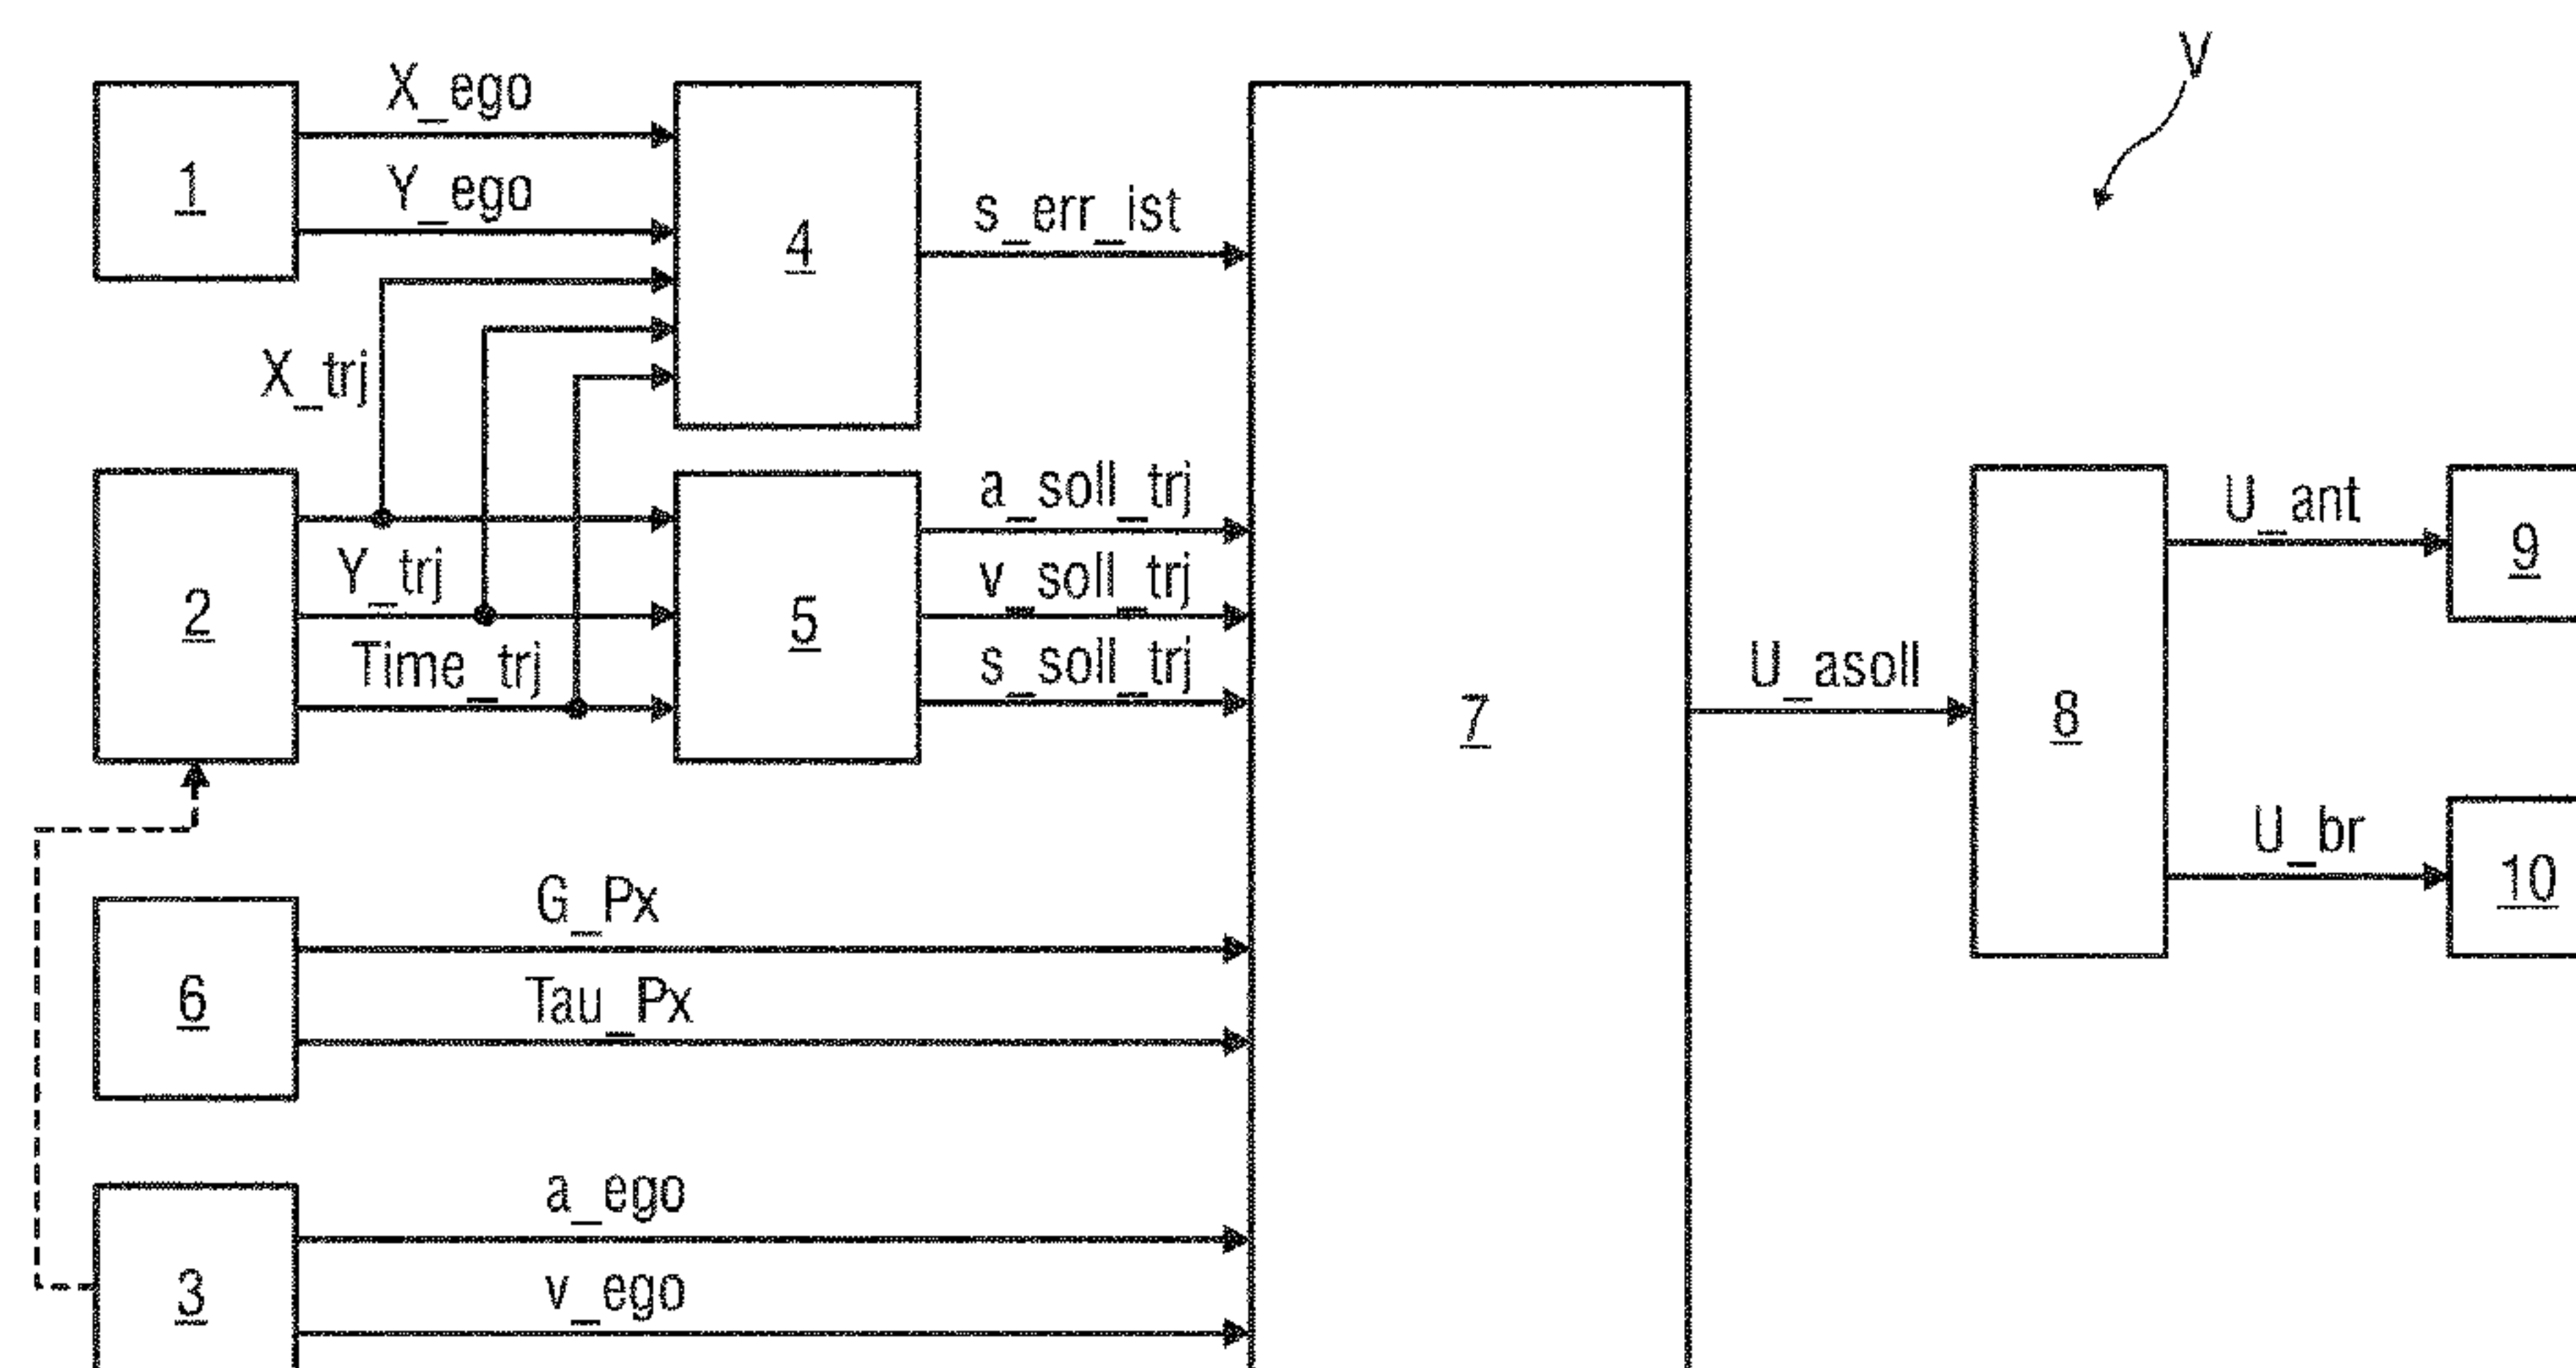 V
X_ego
1
Y_ego
4
s_err_ist
X_trj
a_soll_trj
U_ant
9
2
Y_trj
5
v_soll_trj
Time_trj
s_soll_trj
7
U_asoll
8
U_br
10
G_Px
6
Tau_Px
a_ego
3
v_ego